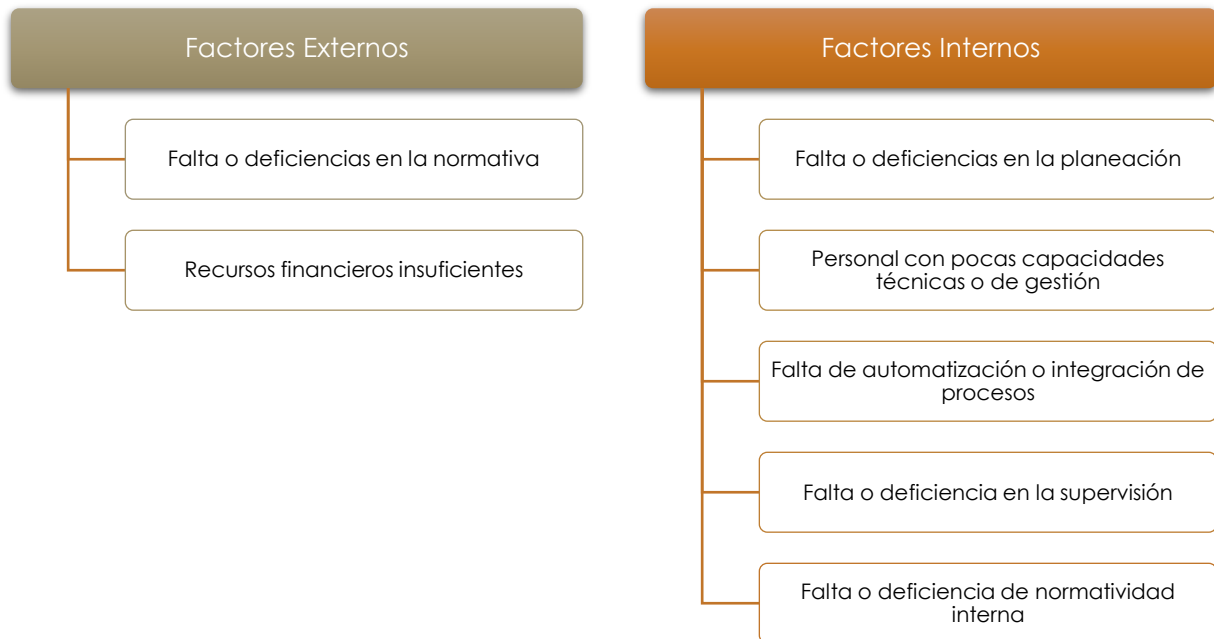 Factores Externos
Falta o deficiencias en la normativa
Recursos financieros insuficientes
Factores Internos
Falta o deficiencias en la planeación
Personal con pocas capacidades
técnicas o de gestión
Falta de automatización o integración de
procesos
Falta o deficiencia en la supervisión
Falta o deficiencia de normatividad
interna